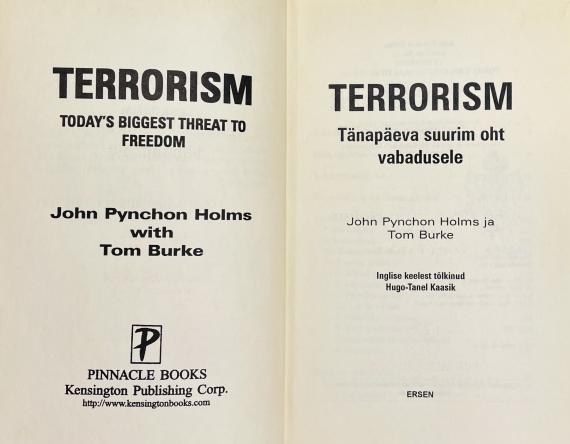 TERRORISM
TODAY'S BIGGEST THREAT TO
FREEDOM
John Pynchon Holms
with
Tom Burke
P
PINNACLE BOOKS
Kensington Publishing Corp.
http://www.kensingtonbooks.com
TERRORISM
Tänapäeva suurim oht
vabadusele
John Pynchon Holms ja
Tom Burke
Inglise keelest tõlkinud
Hugo-Tanel Kaasik
ERSEN